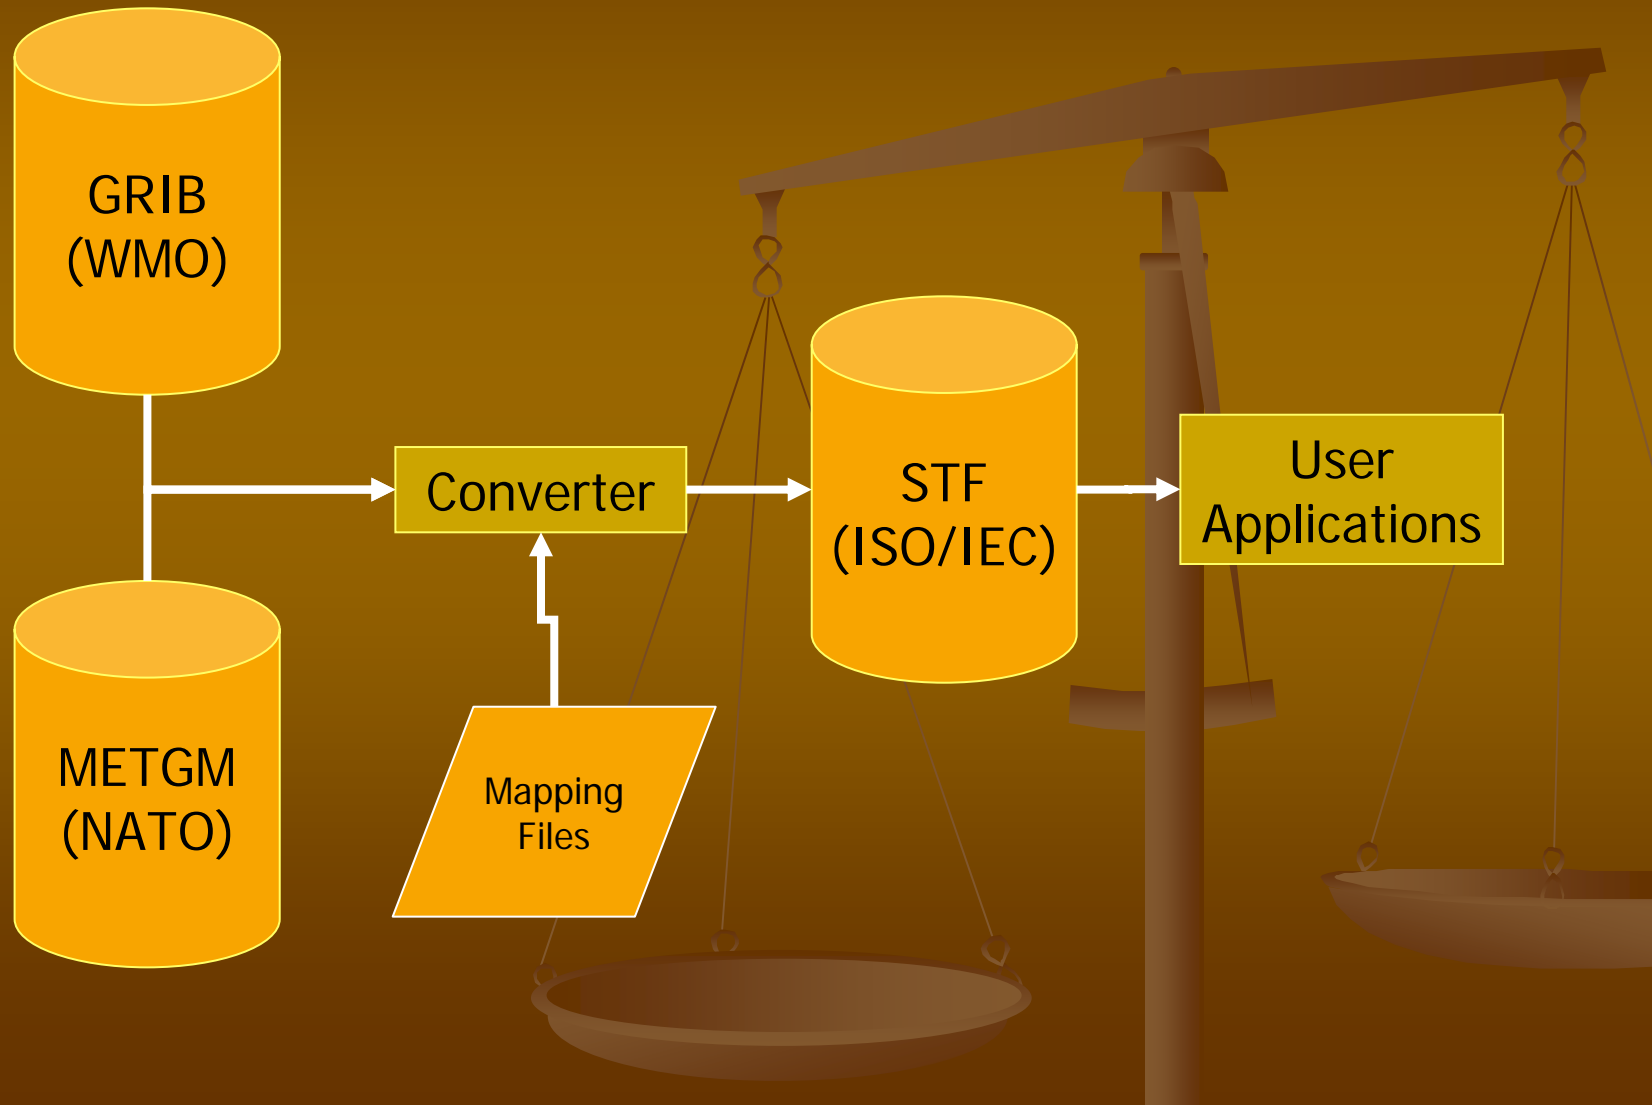 GRIB
(WMO)
Converter
STF
(ISO/IEC)
User
Applications
METGM
(NATO)
Mapping
Files